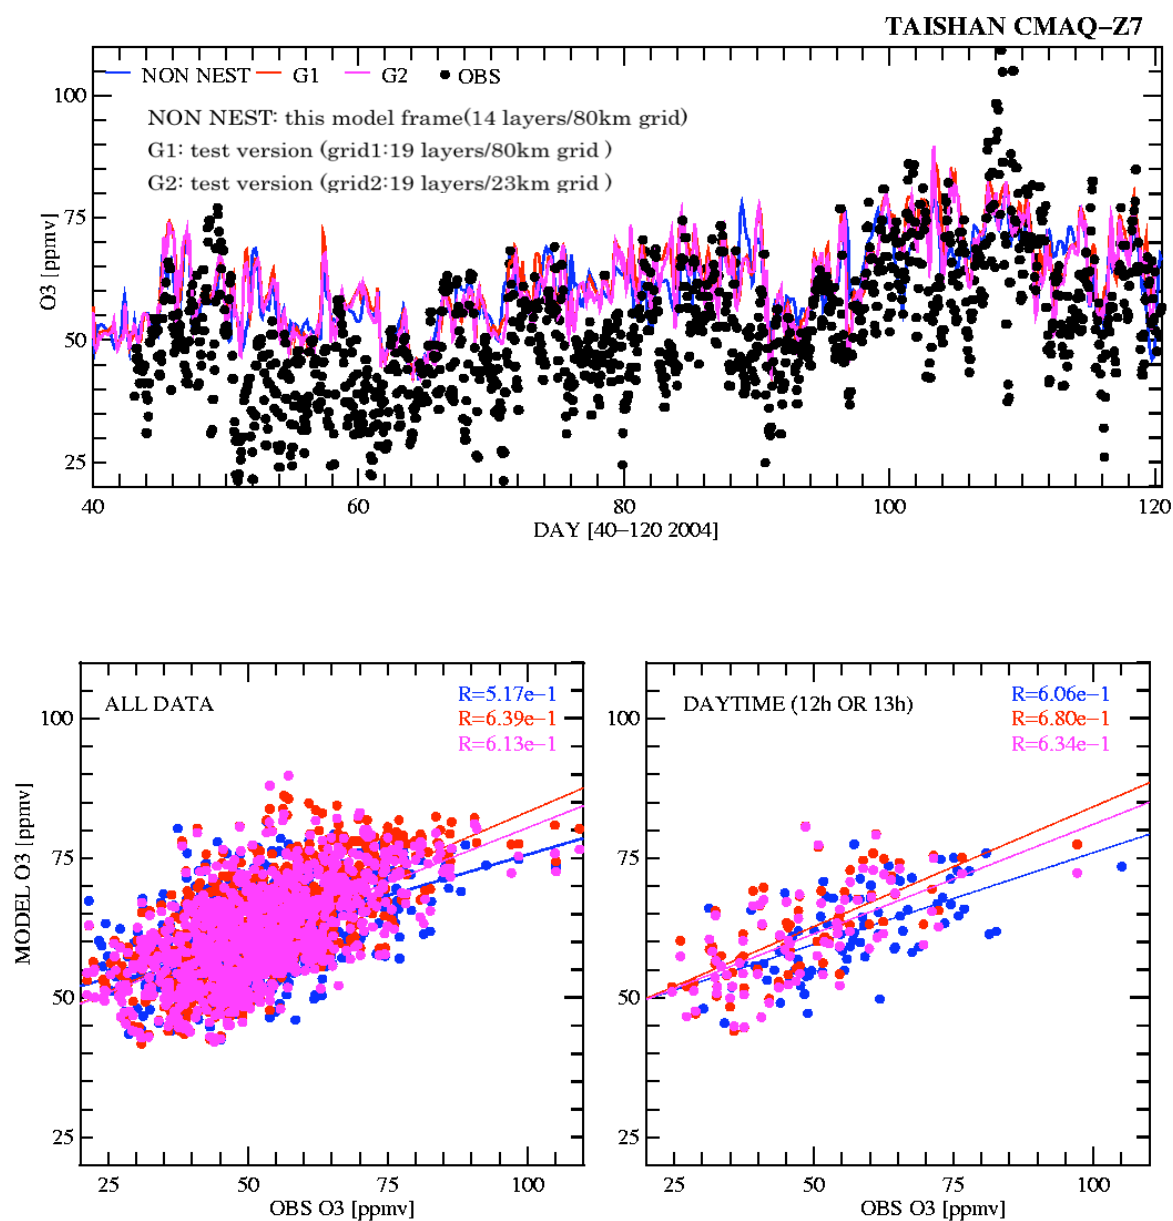 TAISHAN CMAQ−Z7
NON NEST G1 G2 OBS
NON NEST: this model frame(14 layers/80km grid)
G1: test version (grid1:19 layers/80km grid )
G2: test version (grid2:19 layers/23km grid )
100
75
50
25
O3 [ppmv]
40 60 80 100 120
DAY [40−120 2004]
ALL DATA
R=5.17e−1
R=6.39e−1
R=6.13e−1
100
75
50
25
MODEL O3 [ppmv]
25 50 75 100
OBS O3 [ppmv]
DAYTIME (12h OR 13h)
R=6.06e−1
R=6.80e−1
R=6.34e−1
100
75
50
25
25 50 75 100
OBS O3 [ppmv]